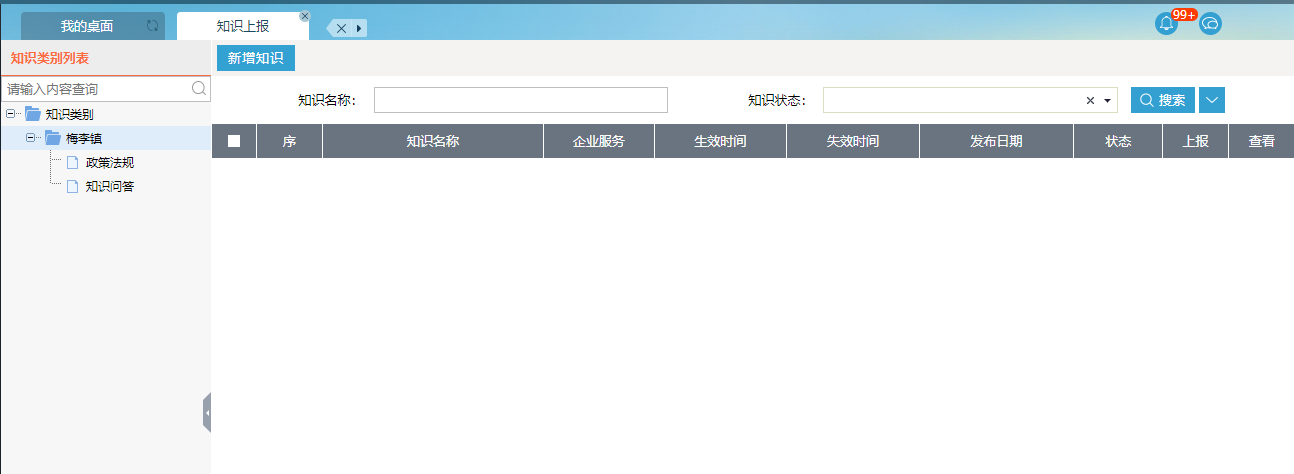 我的桌面
知识上报
99+
知识类别列表
新增知识
请输入内容查询
知识名称:
知识状态:
搜索
知识类别
梅李镇
政策法规
知识问答
序
知识名称
企业服务
生效时间
失效时间
发布日期
状态
上报
查看